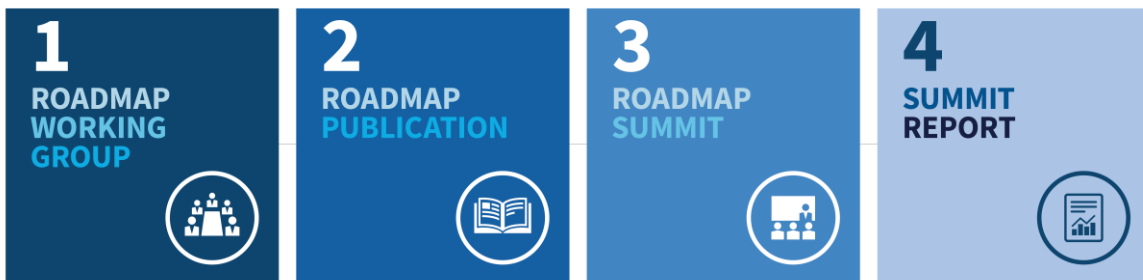 1
ROADMAP
WORKING
GROUP
2
ROADMAP
PUBLICATION
3
ROADMAP
SUMMIT
4
SUMMIT
REPORT